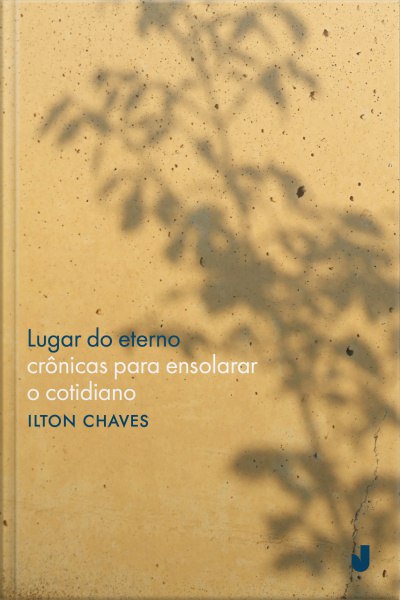 Lugar do eterno
crônicas para ensolarar
o cotidiano
ILTON CHAVES
J